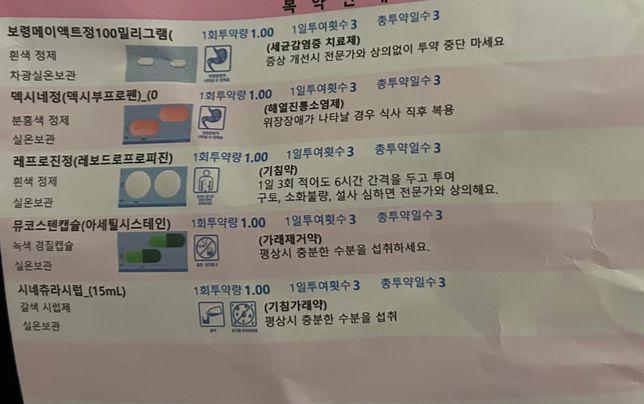 복 약 안 내
보령메이액트정100밀리그램( 1회투약량 1.00 1일투여횟수 3 총투약일수 3
(세균감염증 치료제)
흰색 정제 증상 개선시 전문가와 상의없이 투약 중단 마세요
차광실온보관
덱시네정(덱시부프로펜)_(0 1회투약량 1.00 1일투여횟수 3 총투약일수 3
(해열진통소염제)
분홍색 정제 위장장애가 나타날 경우 식사 직후 복용
실온보관
레프로진정(레보드로프로피진) 1회투약량 1.00 1일투여횟수 3 총투약일수 3
(기침약)
흰색 정제 1일 3회 적어도 6시간 간격을 두고 투여
실온보관 구토, 소화불량, 설사 심하면 전문가와 상의해요.
뮤코스텐캡슐(아세틸시스테인) 1회투약량 1.00 1일투여횟수 3 총투약일수 3
(가래제거약)
녹색 경질캡슐 평상시 충분한 수분을 섭취하세요.
실온보관
시네츄라시럽_(15mL) 1회투약량 1.00 1일투여횟수 3 총투약일수 3
(기침가래약)
갈색 시럽제 평상시 충분한 수분을 섭취
실온보관